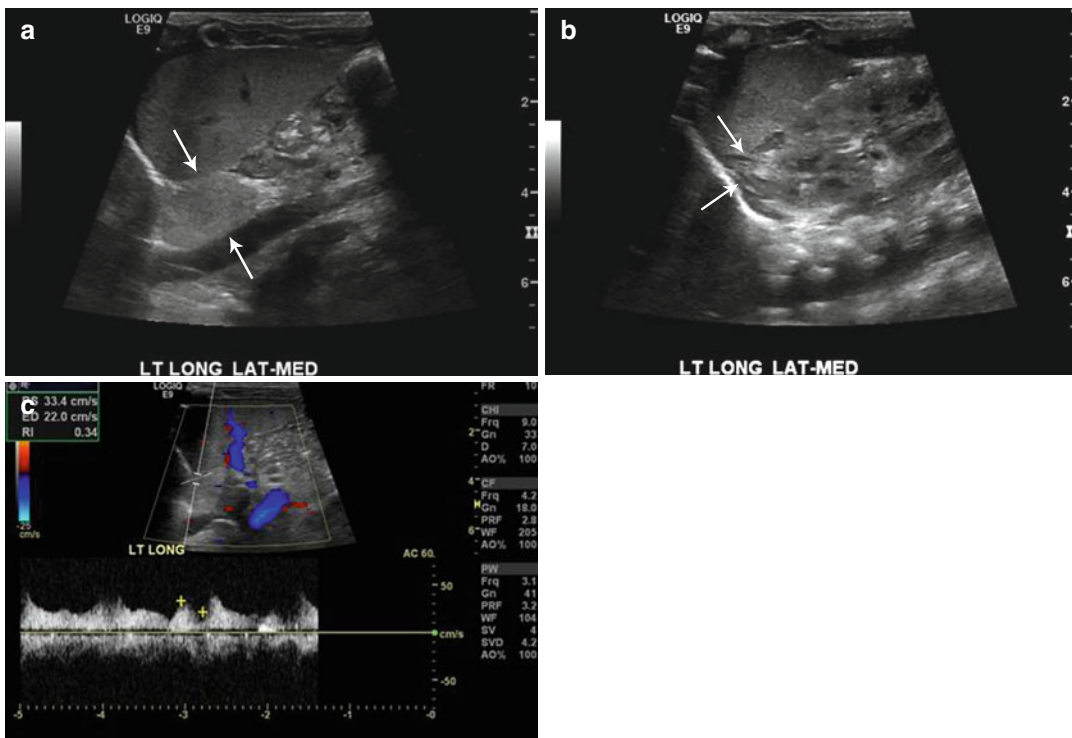 a
LOGIQ
E9
2
4
6
LT LONG LAT-MED
b
LOGIQ
E9
2
4
6
LT LONG LAT-MED
c
PS 33.4 cm/s
ED 22.0 cm/s
RI 0.34
LOGIQ
E9
-25
cm/s
2
4
6
LT LONG
AC 60
FR 10
CHI
Frq 9.0
Gn 33
D 7.0
AO% 100
CF
Frq 4.2
Gn 18.0
PRF 2.8
WF 205
AO% 100
PW
Frq 3.1
Gn 41
PRF 3.2
WF 104
SV 4
SVD 4.2
AO% 100
50
cm/s
-50
-5 -4 -3 -2 -1 -0